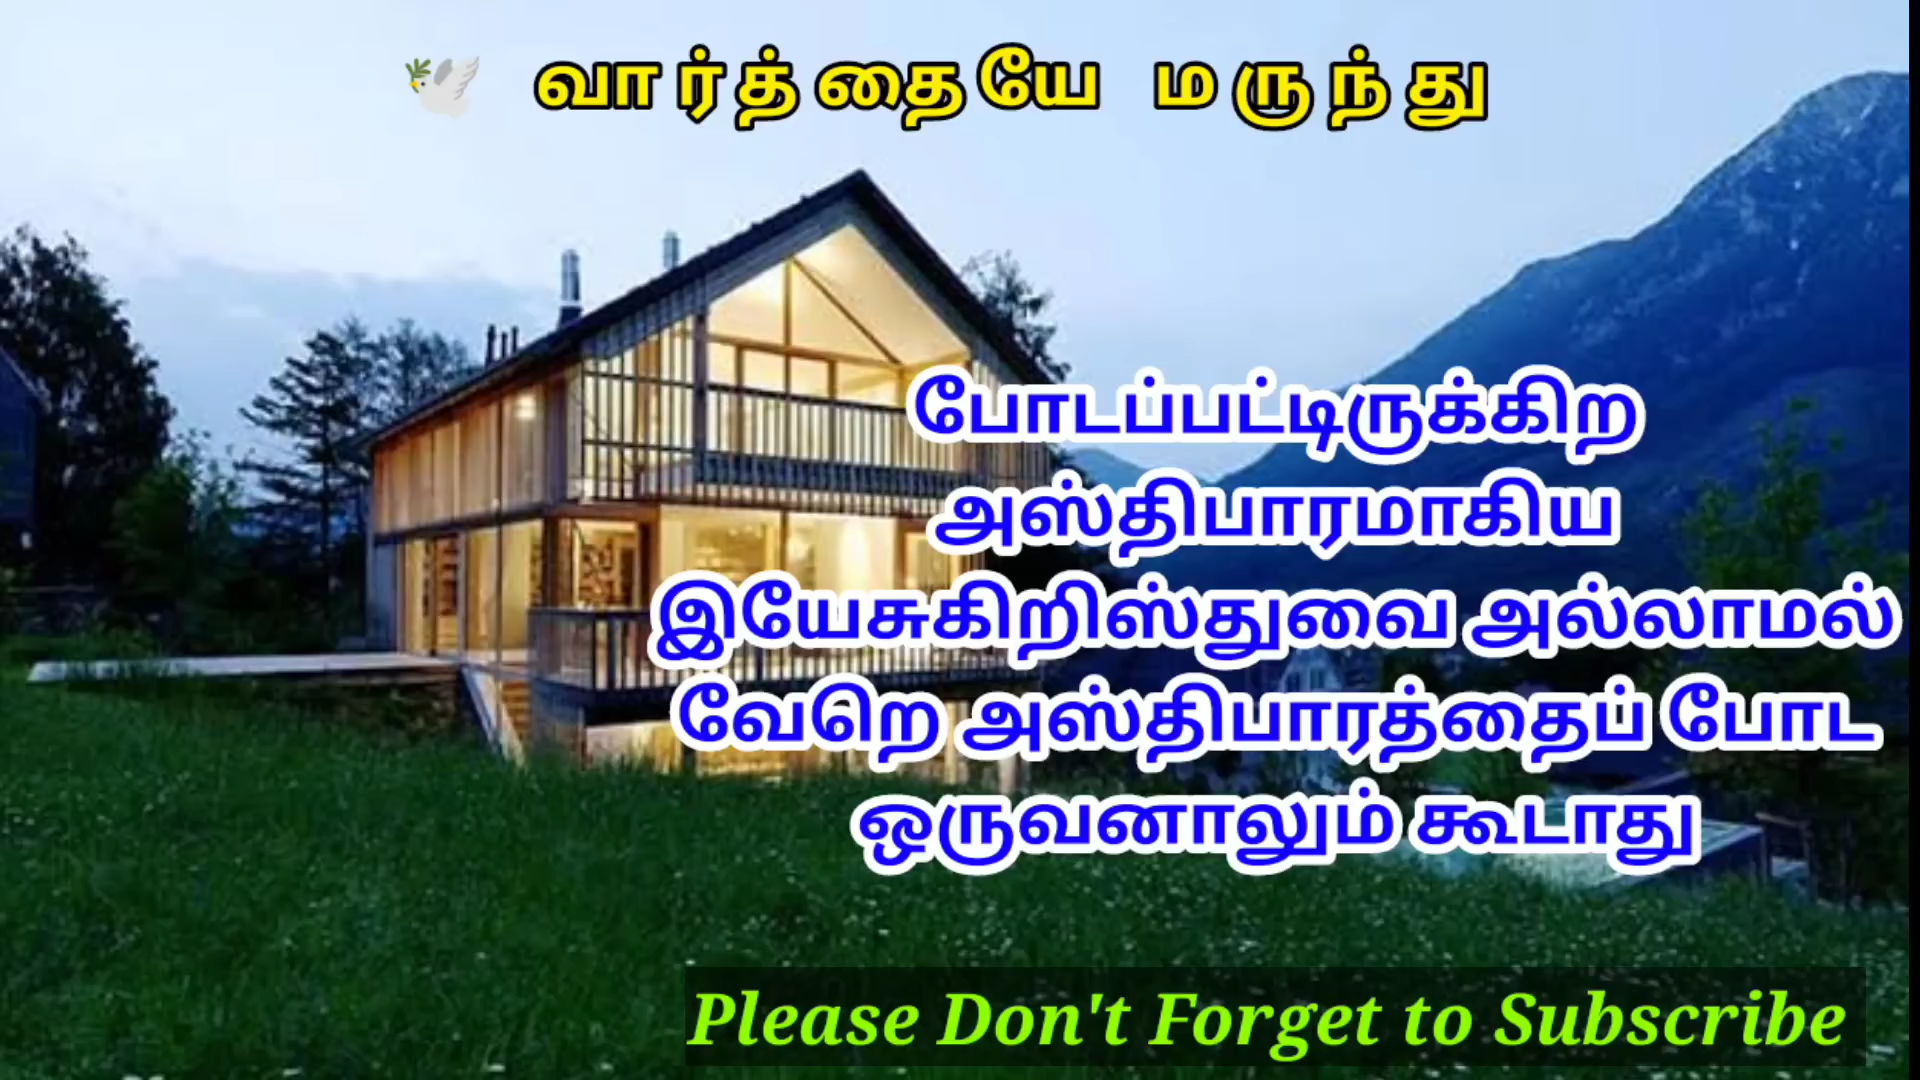 🕊️ வார்த்தையே மருந்து
போடப்பட்டிருக்கிற
அஸ்திபாரமாகிய
இயேசுகிறிஸ்துவை அல்லாமல்
வேறெ அஸ்திபாரத்தைப் போட
ஒருவனாலும் கூடாது
Please Don't Forget to Subscribe